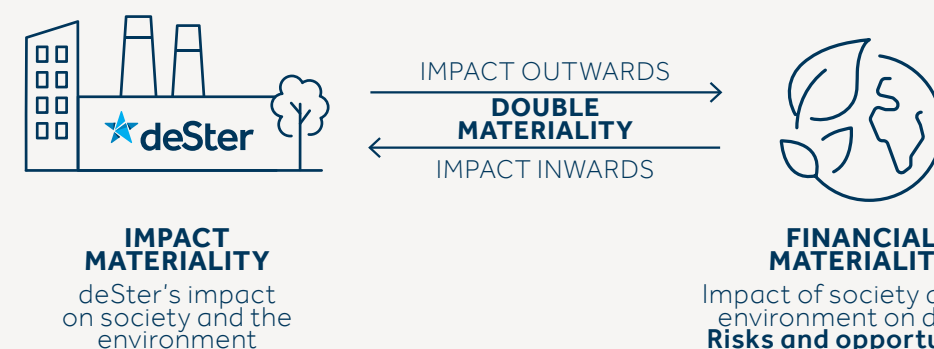 IMPACT OUTWARDS
DOUBLE
MATERIALITY
IMPACT INWARDS
deSter
IMPACT
MATERIALITY
deSter's impact
on society and the
environment
FINANCIAL
MATERIALIT
Impact of society
environment on
Risks and